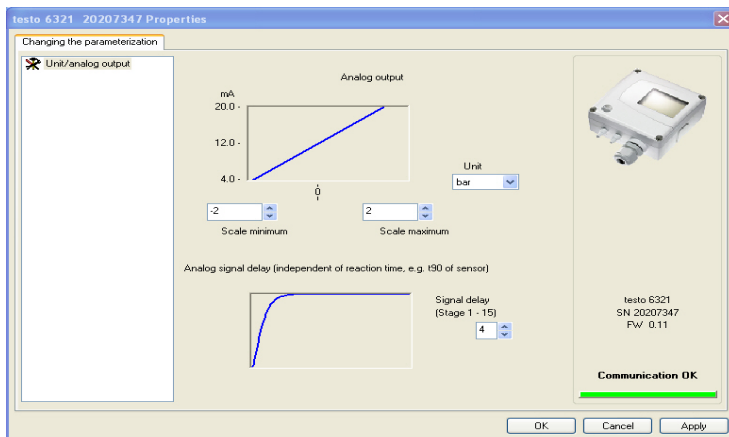 testo 6321 20207347 Properties
Changing the parameterization
Unit/analog output
Analog output
mA
20.0 -
12.0 -
4.0 -
0
Unit
bar
-2
2
Scale minimum
Scale maximum
Analog signal delay (independent of reaction time, e.g. t90 of sensor)
Signal delay
(Stage 1 - 15)
4
testo 6321
SN 20207347
FW 0.11
Communication OK
OK
Cancel
Apply